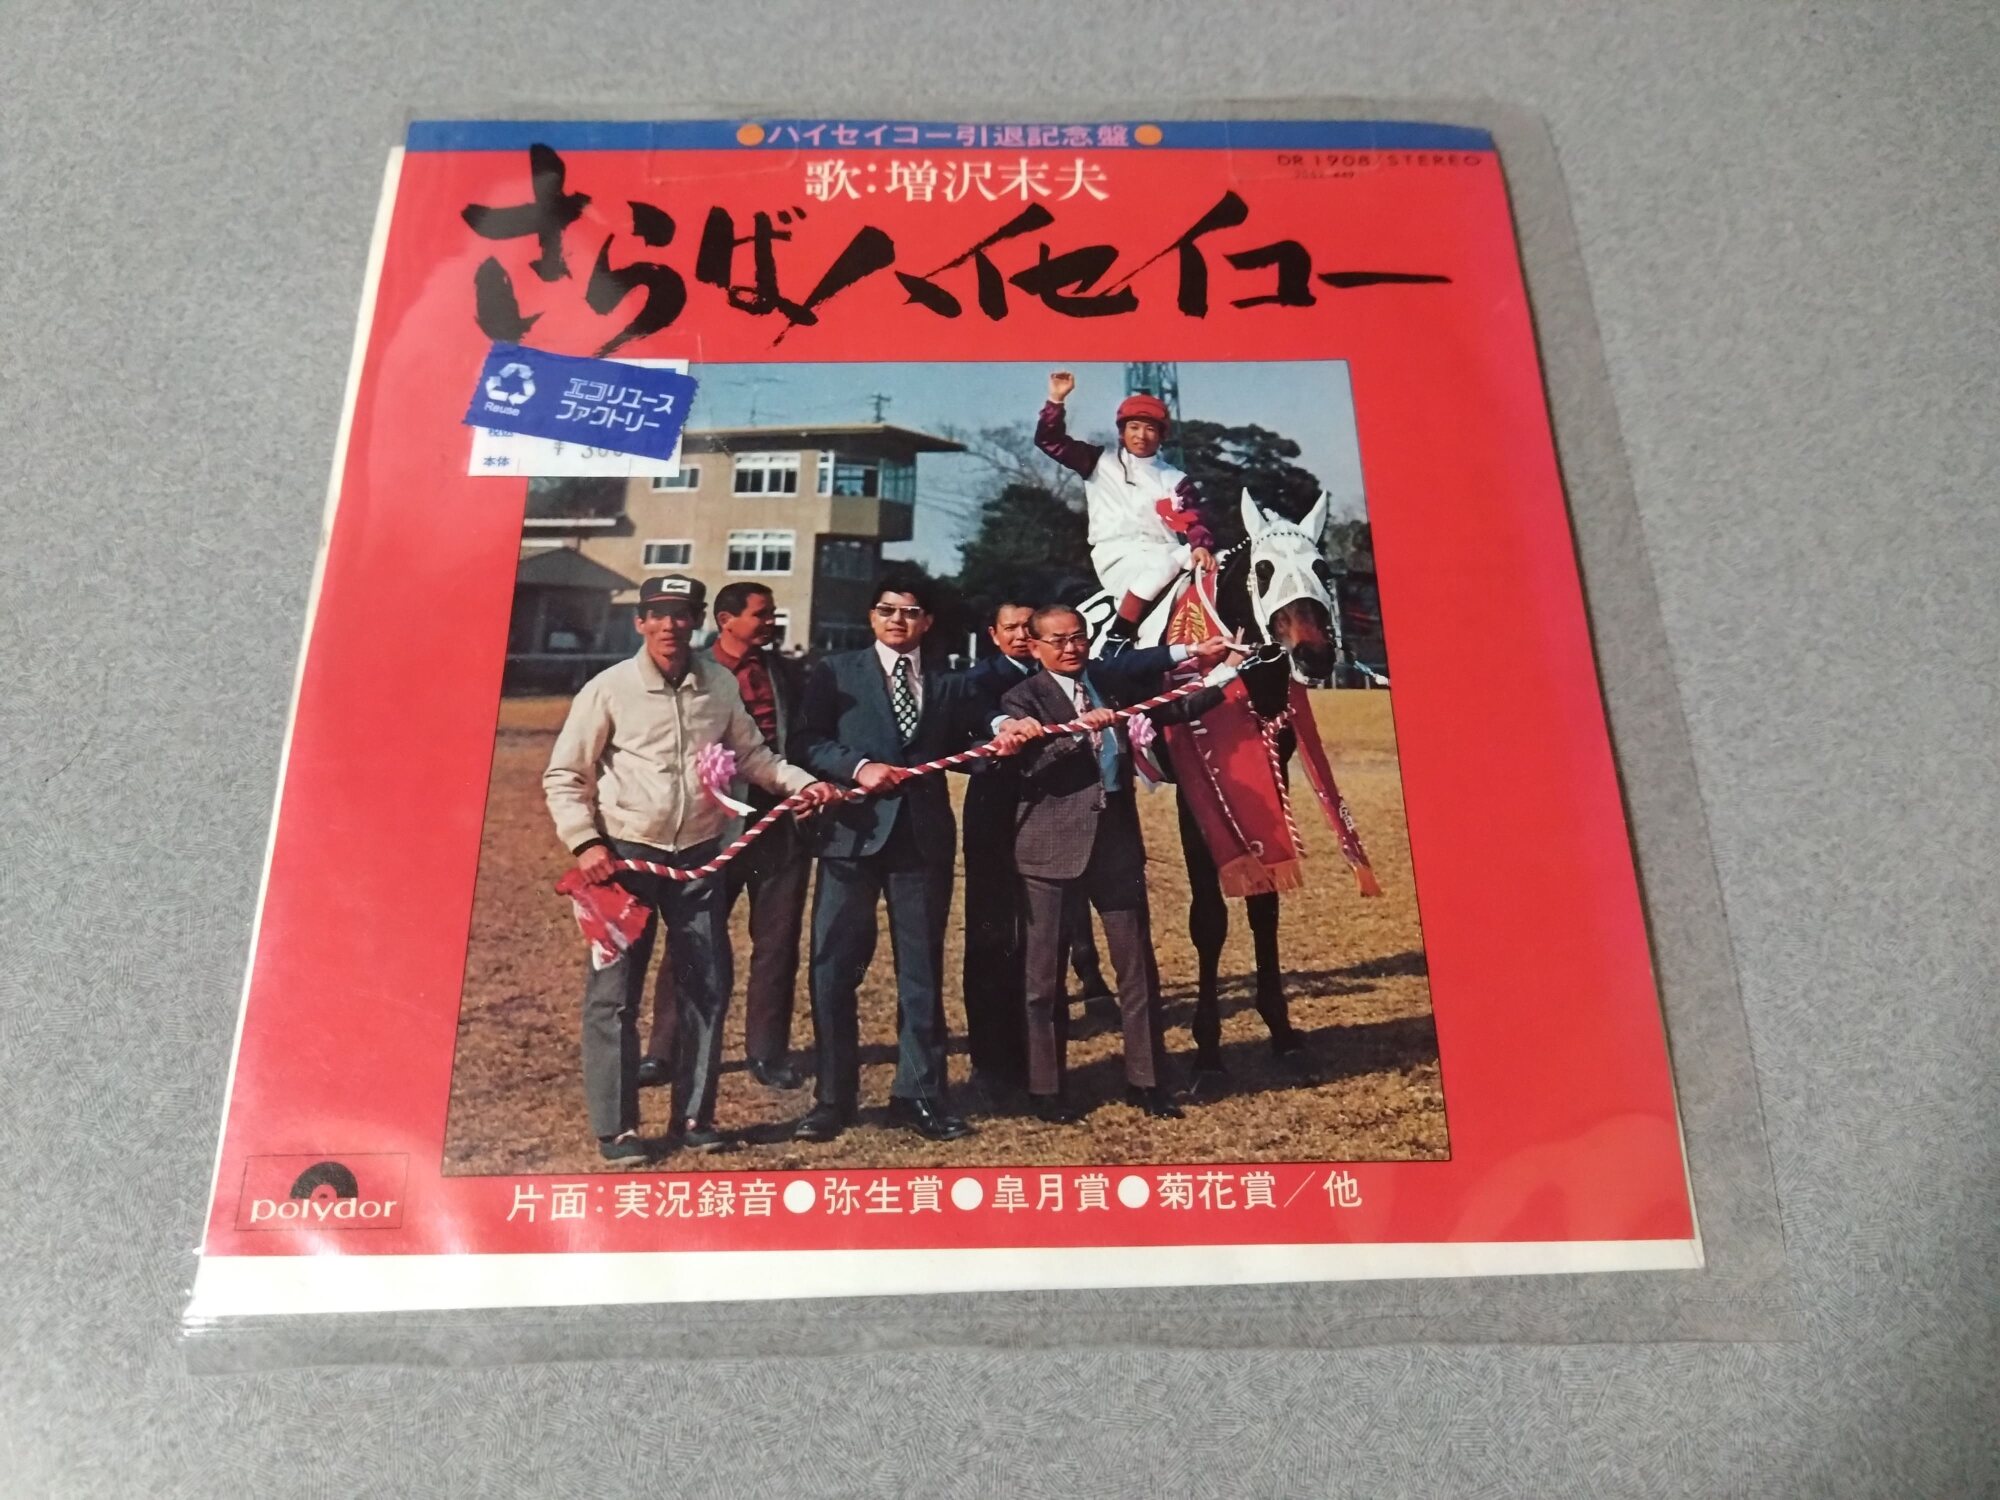 ●ハイセイコー引退記念盤●
歌:増沢末夫
DR 1908/STEREO
さらばハイセイコー
Reuse
エコリユース
ファクトリー
本体
polydor
片面:実況録音●弥生賞●皐月賞●菊花賞/他